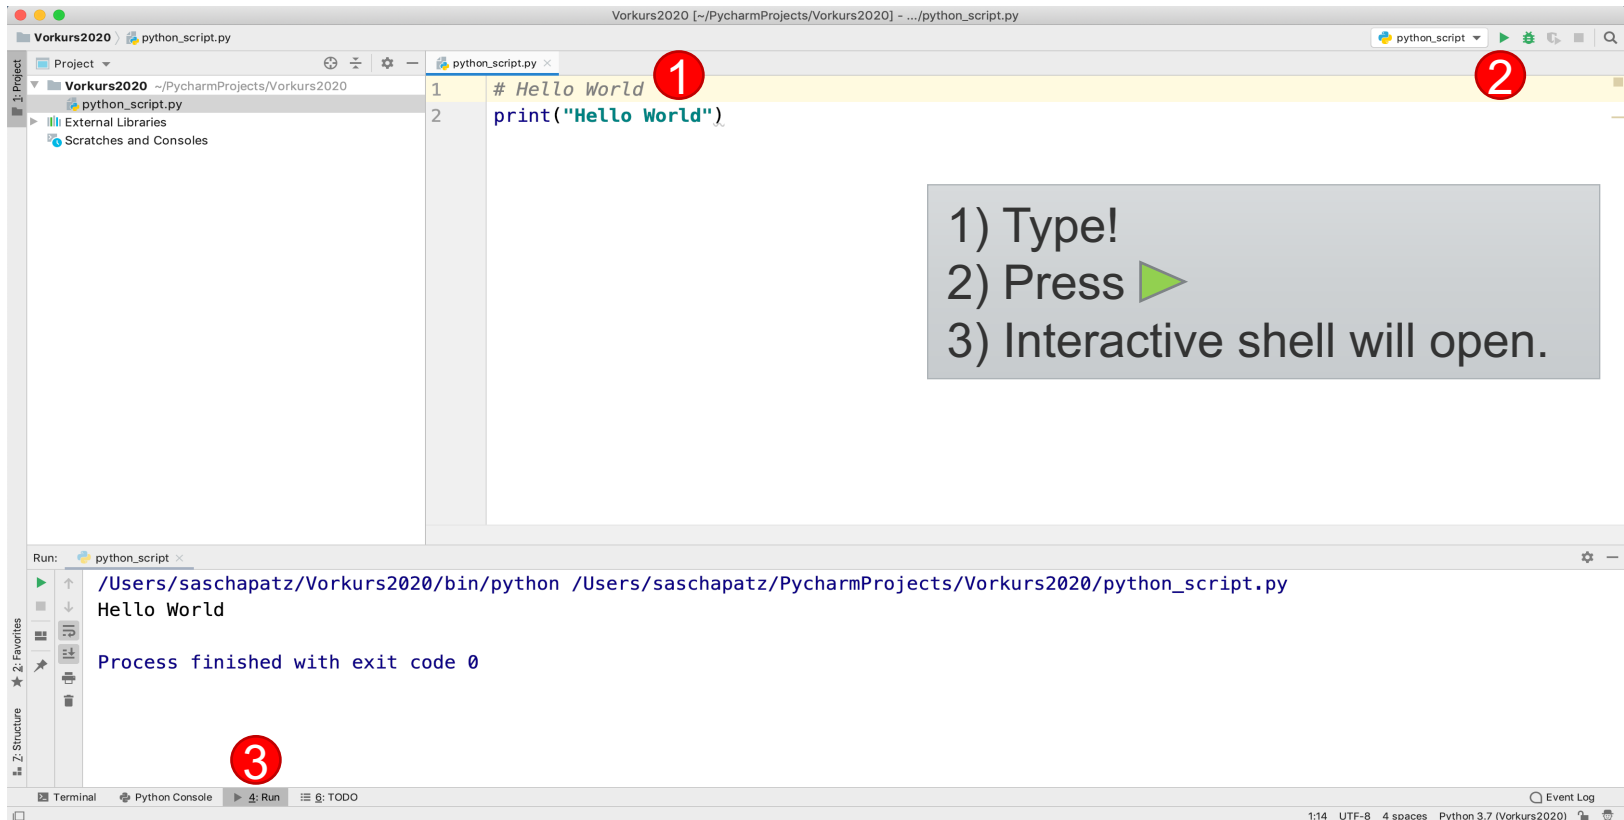 Vorkurs2020 [~/PycharmProjects/Vorkurs2020] - .../python_script.py
Vorkurs2020 python_script.py
python_script
1: Project
Project
python_script.py
1
2
Vorkurs2020 ~/PycharmProjects/Vorkurs2020
python_script.py
External Libraries
Scratches and Consoles
1 # Hello World
2 print("Hello World")
1) Type!
2) Press
3) Interactive shell will open.
Run: python_script
/Users/saschapatz/Vorkurs2020/bin/python /Users/saschapatz/PycharmProjects/Vorkurs2020/python_script.py
Hello World
Process finished with exit code 0
2: Favorites
Z: Structure
3
Terminal Python Console 4: Run 6: TODO
Event Log
1:14 UTF-8 4 spaces Python 3.7 (Vorkurs2020)